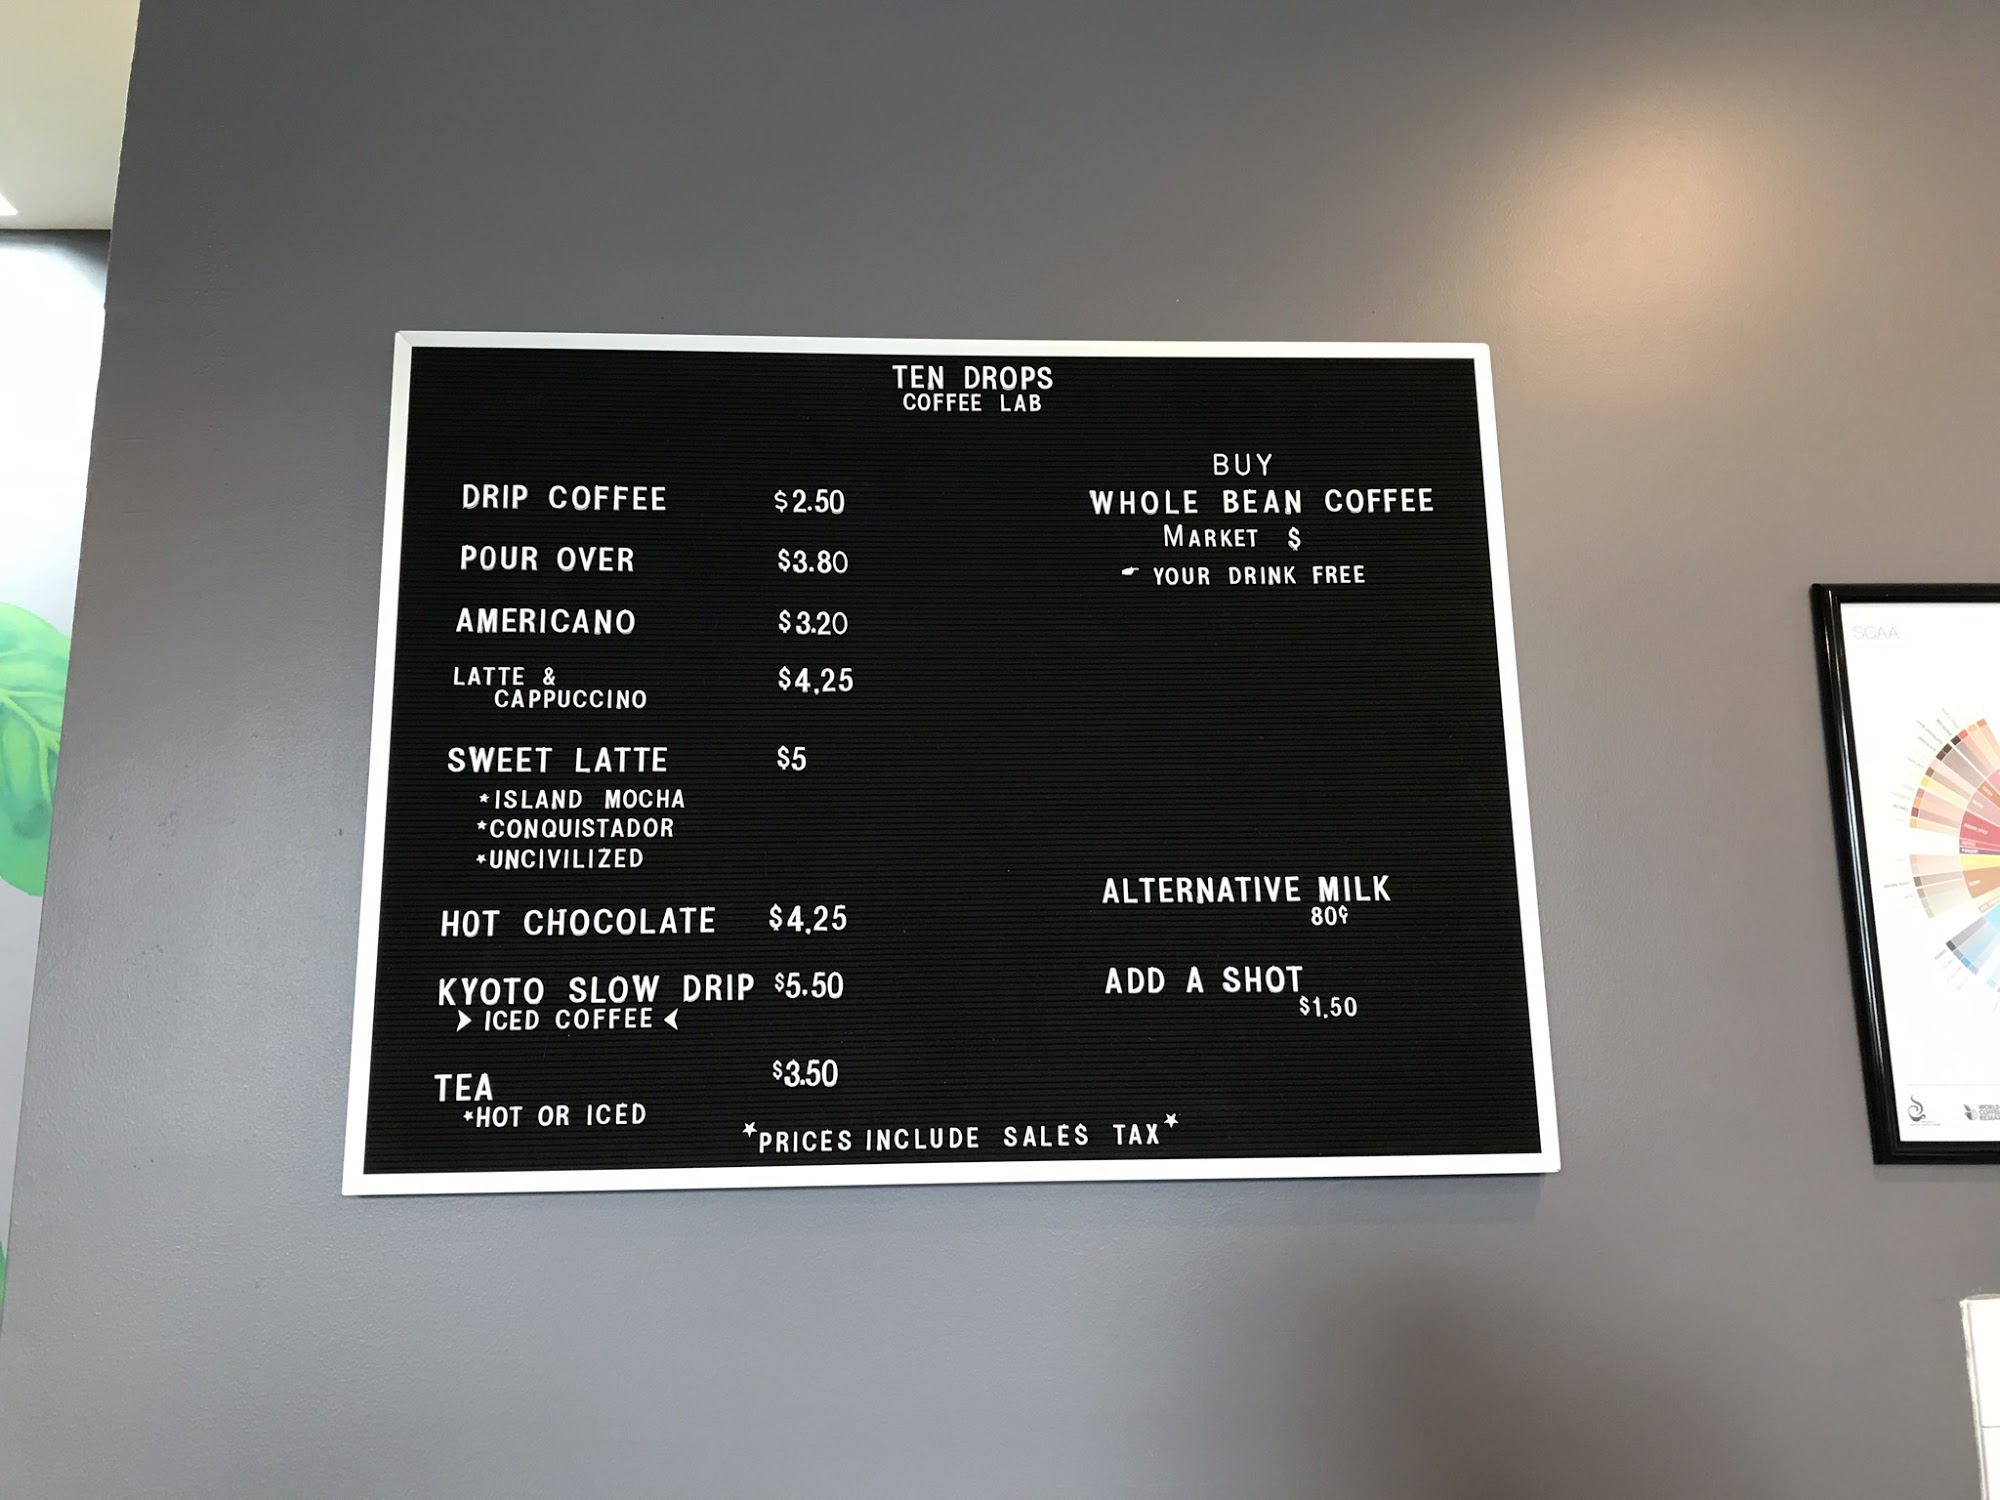 TEN DROPS
COFFEE LAB
DRIP COFFEE $2.50
POUR OVER $3.80
AMERICANO $3.20
LATTE & $4.25
CAPPUCCINO
SWEET LATTE $5
*ISLAND MOCHA
*CONQUISTADOR
*UNCIVILIZED
HOT CHOCOLATE $4.25
KYOTO SLOW DRIP $5.50
ICED COFFEE
TEA $3.50
*HOT OR ICED
BUY
WHOLE BEAN COFFEE
MARKET $
YOUR DRINK FREE
ALTERNATIVE MILK
80¢
ADD A SHOT
$1.50
*PRICES INCLUDE SALES TAX*
SCAA